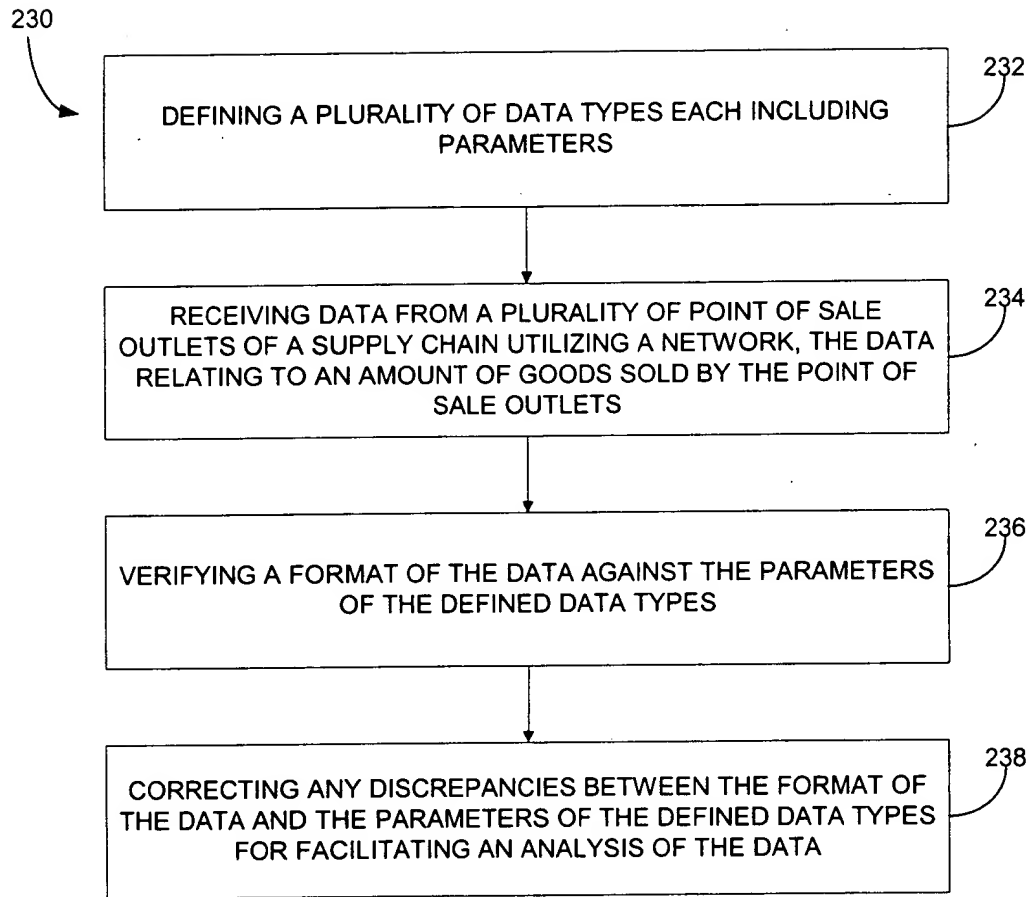 230
232
DEFINING A PLURALITY OF DATA TYPES EACH INCLUDING
PARAMETERS
234
RECEIVING DATA FROM A PLURALITY OF POINT OF SALE
OUTLETS OF A SUPPLY CHAIN UTILIZING A NETWORK, THE DATA
RELATING TO AN AMOUNT OF GOODS SOLD BY THE POINT OF
SALE OUTLETS
236
VERIFYING A FORMAT OF THE DATA AGAINST THE PARAMETERS
OF THE DEFINED DATA TYPES
238
CORRECTING ANY DISCREPANCIES BETWEEN THE FORMAT OF
THE DATA AND THE PARAMETERS OF THE DEFINED DATA TYPES
FOR FACILITATING AN ANALYSIS OF THE DATA